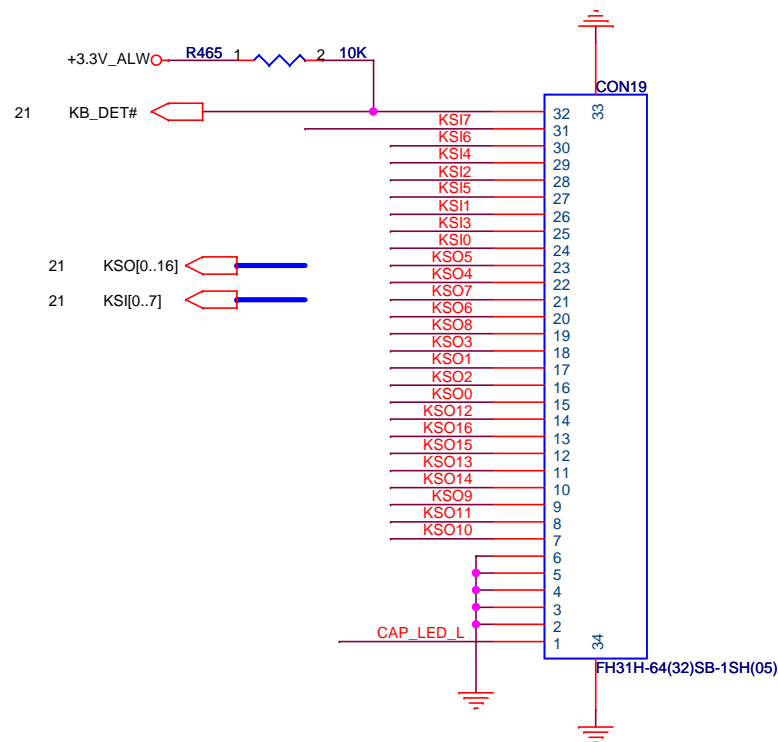 CON19
33
+3.3V_ALW R465 1 2 10K
21 KB_DET# 32
KSI7 31
KSI6 30
KSI4 29
KSI2 28
KSI5 27
KSI1 26
KSI3 25
KSI0 24
21 KSO[0..16] KSO5 23
KSO4 22
21 KSI[0..7] KSO7 21
KSO6 20
KSO8 19
KSO3 18
KSO1 17
KSO2 16
KSO0 15
KSO12 14
KSO16 13
KSO15 12
KSO13 11
KSO14 10
KSO9 9
KSO11 8
KSO10 7
6
5
4
3
2
CAP_LED_L 1
34
FH31H-64(32)SB-1SH(05)